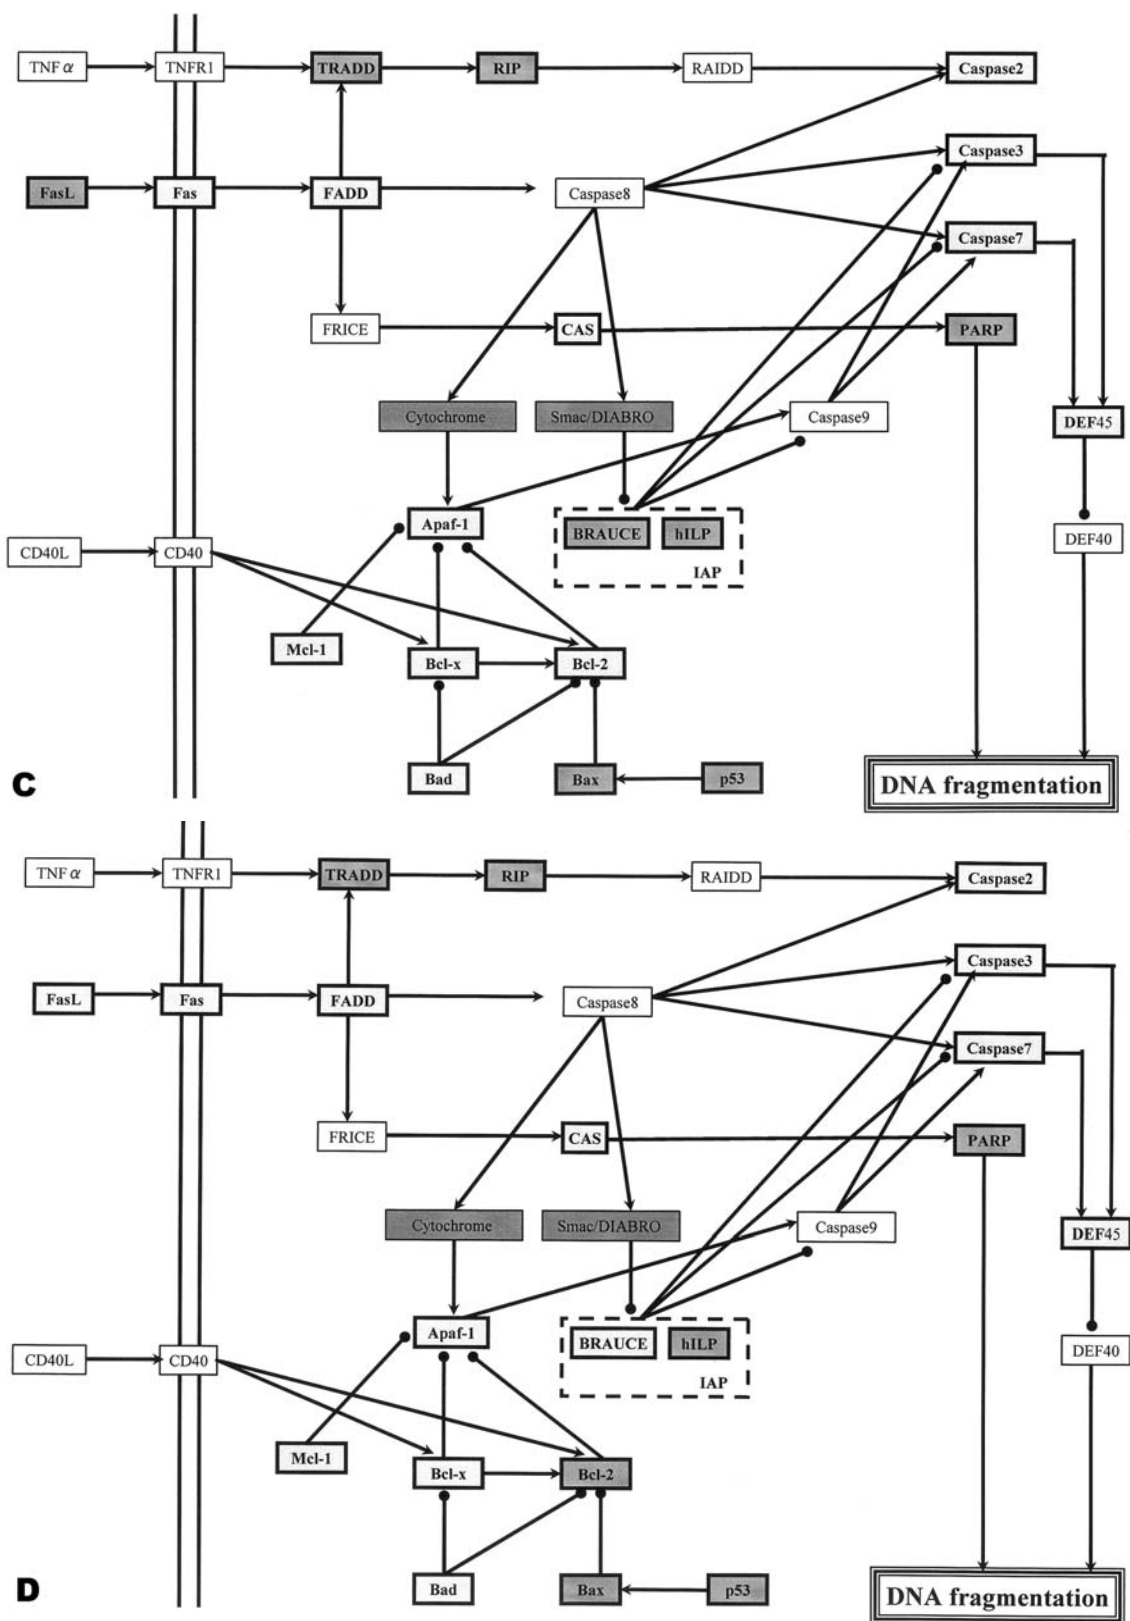 TNF α TNFR1 TRADD RIP RAIDD Caspase2
Caspase3
FasL Fas FADD Caspase8
Caspase7
FRICE CAS PARP
Cytochrome Smac/DIABRO Caspase9
DEF45
Apaf-1 BRAUCE hILP
CD40L CD40 DEF40
IAP
Mcl-1 Bcl-x Bcl-2
C Bad Bax p53 DNA fragmentation
TNF α TNFR1 TRADD RIP RAIDD Caspase2
Caspase3
FasL Fas FADD Caspase8
Caspase7
FRICE CAS PARP
Cytochrome Smac/DIABRO Caspase9
DEF45
Apaf-1 BRAUCE hILP
CD40L CD40 DEF40
IAP
Mcl-1 Bcl-x Bcl-2
D Bad Bax p53 DNA fragmentation